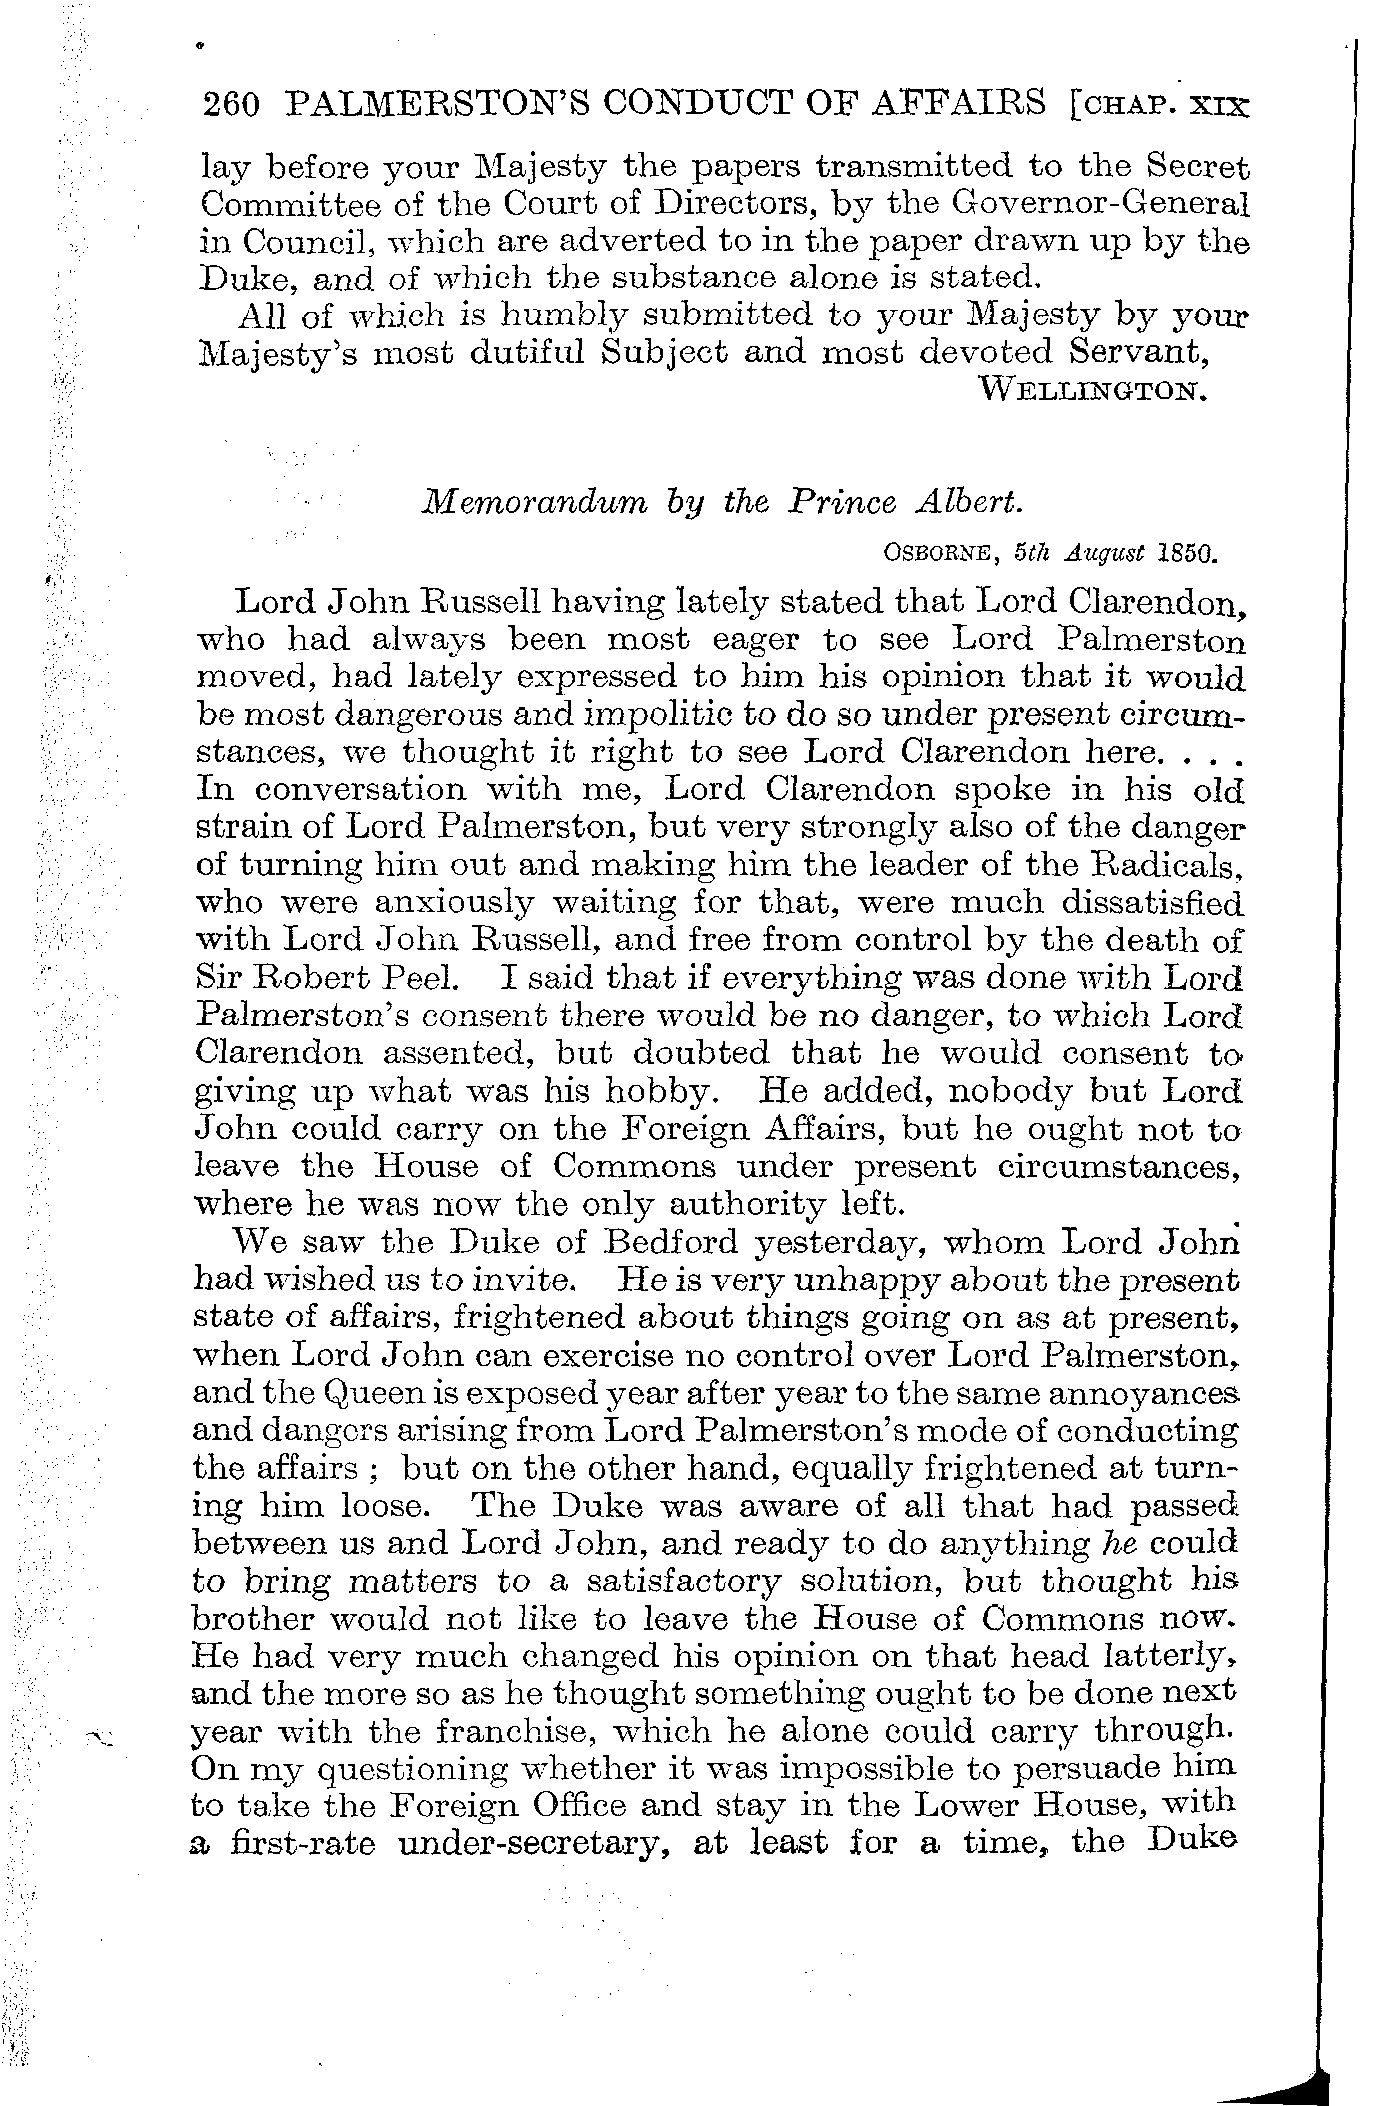 260 PALMERSTON'S CONDUCT OF AFFAIRS [CHAP. XIX
lay before your Majesty the papers transmitted to the Secret
Committee of the Court of Directors, by the Governor-General
in Council, which are adverted to in the paper drawn up by the
Duke, and of which the substance alone is stated.
All of which is humbly submitted to your Majesty by your
Majesty's most dutiful Subject and most devoted Servant,
WELLINGTON.
Memorandum by the Prince Albert.
OSBORNE, 5th August 1850.
Lord John Russell having lately stated that Lord Clarendon,
who had always been most eager to see Lord Palmerston
moved, had lately expressed to him his opinion that it would
be most dangerous and impolitic to do so under present circum-
stances, we thought it right to see Lord Clarendon here. . . .
In conversation with me, Lord Clarendon spoke in his old
strain of Lord Palmerston, but very strongly also of the danger
of turning him out and making him the leader of the Radicals,
who were anxiously waiting for that, were much dissatisfied
with Lord John Russell, and free from control by the death of
Sir Robert Peel. I said that if everything was done with Lord
Palmerston's consent there would be no danger, to which Lord
Clarendon assented, but doubted that he would consent to
giving up what was his hobby. He added, nobody but Lord
John could carry on the Foreign Affairs, but he ought not to
leave the House of Commons under present circumstances,
where he was now the only authority left.
We saw the Duke of Bedford yesterday, whom Lord John
had wished us to invite. He is very unhappy about the present
state of affairs, frightened about things going on as at present,
when Lord John can exercise no control over Lord Palmerston,
and the Queen is exposed year after year to the same annoyances
and dangers arising from Lord Palmerston's mode of conducting
the affairs ; but on the other hand, equally frightened at turn-
ing him loose. The Duke was aware of all that had passed
between us and Lord John, and ready to do anything he could
to bring matters to a satisfactory solution, but thought his
brother would not like to leave the House of Commons now.
He had very much changed his opinion on that head latterly,
and the more so as he thought something ought to be done next
year with the franchise, which he alone could carry through.
On my questioning whether it was impossible to persuade him
to take the Foreign Office and stay in the Lower House, with
a first-rate under-secretary, at least for a time, the Duke